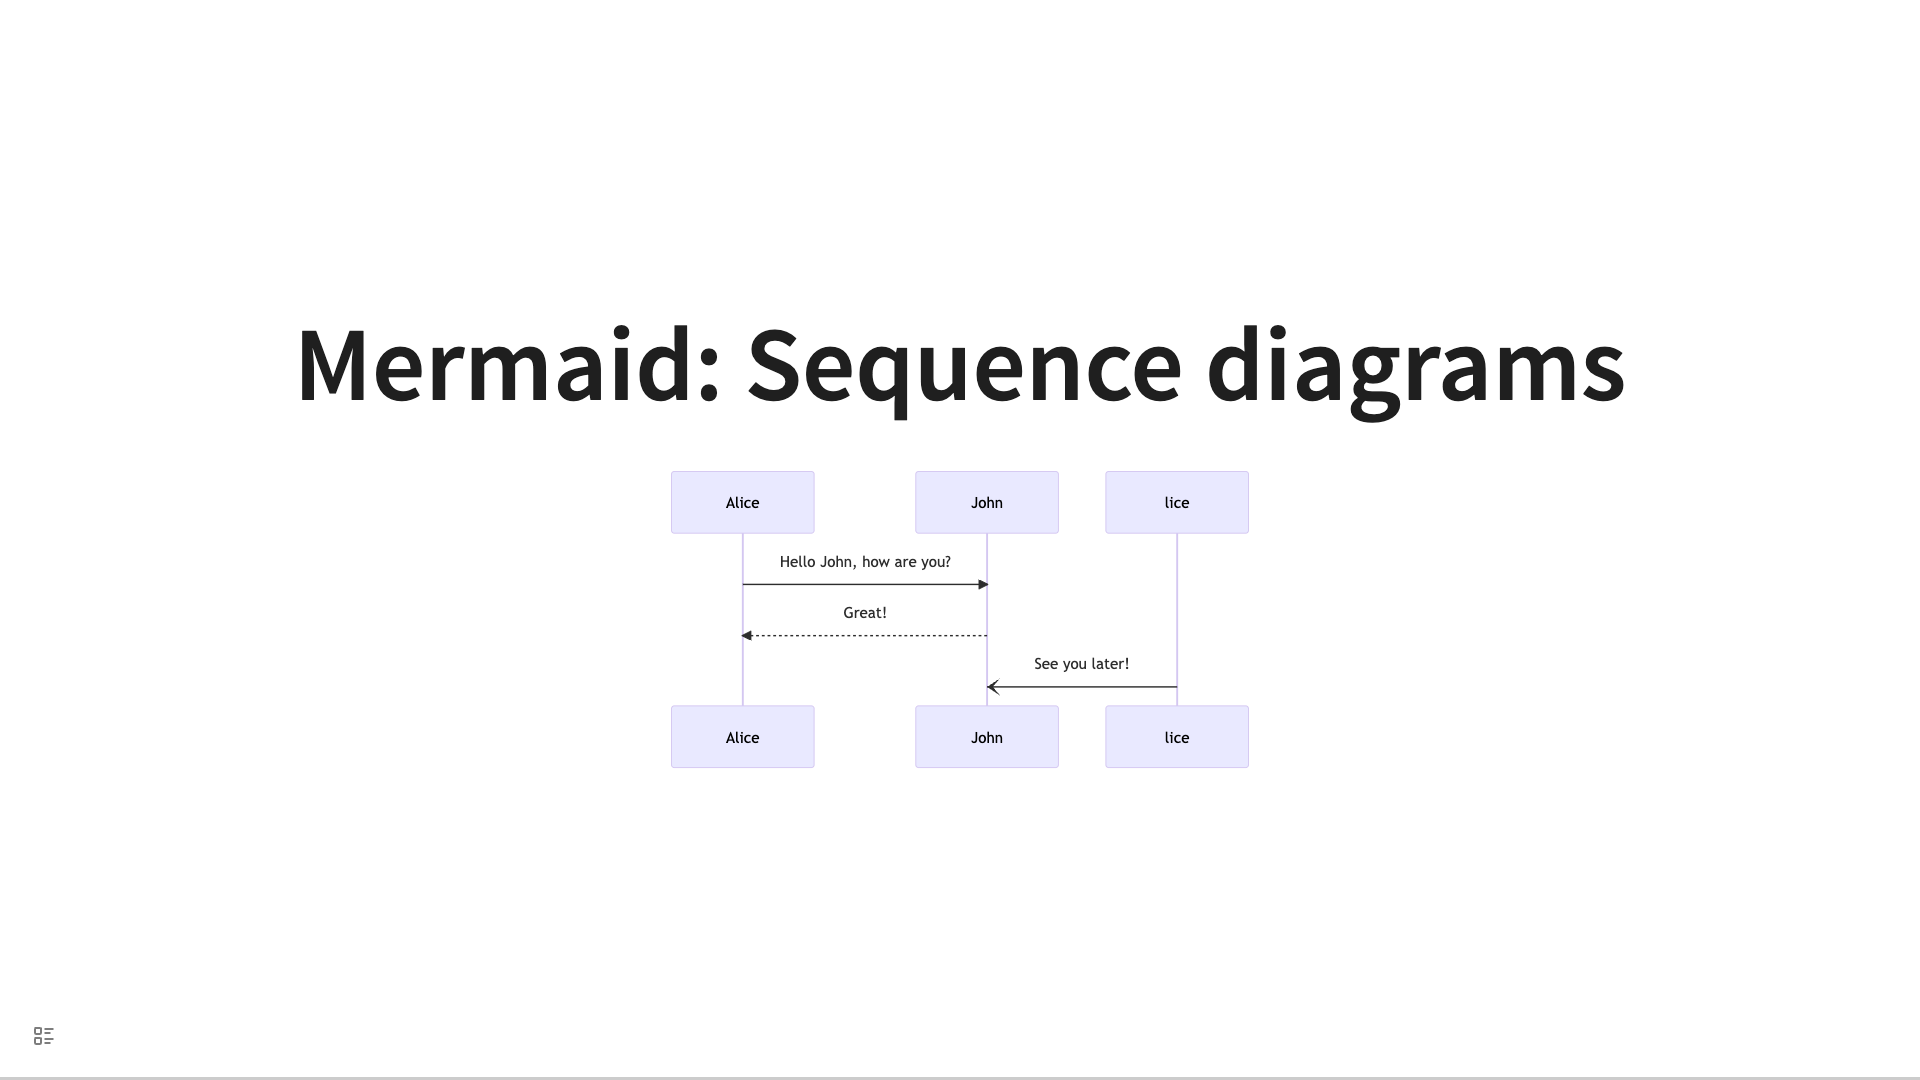 Mermaid: Sequence diagrams
Alice John lice
Hello John, how are you?
Great!
See you later!
Alice John lice